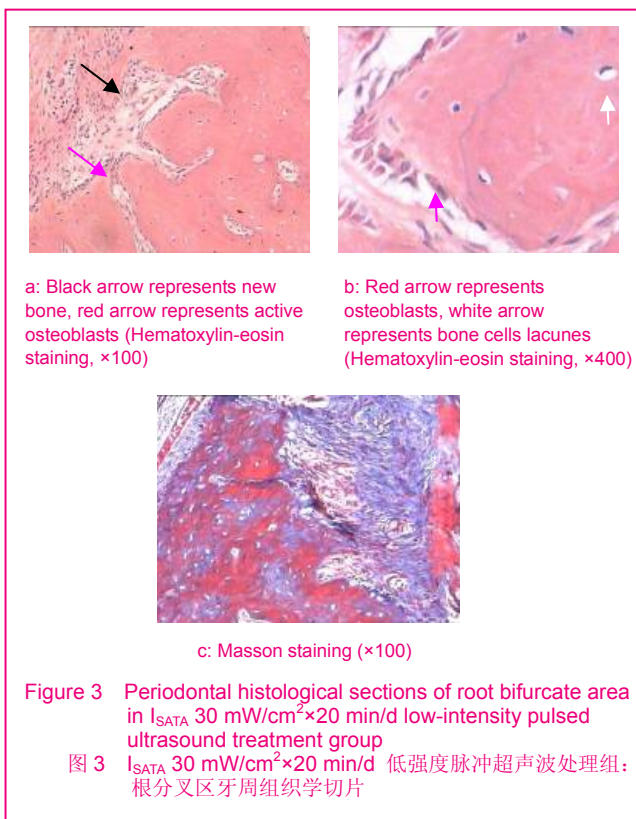 a: Black arrow represents new
bone, red arrow represents active
osteoblasts (Hematoxylin-eosin
staining, ×100)
b: Red arrow represents
osteoblasts, white arrow
represents bone cells lacunes
(Hematoxylin-eosin staining, ×400)
c: Masson staining (×100)
Figure 3 Periodontal histological sections of root bifurcate area
in I_SATA 30 mW/cm²×20 min/d low-intensity pulsed
ultrasound treatment group
图 3 I_SATA 30 mW/cm²×20 min/d 低强度脉冲超声波处理组：
根分叉区牙周组织学切片